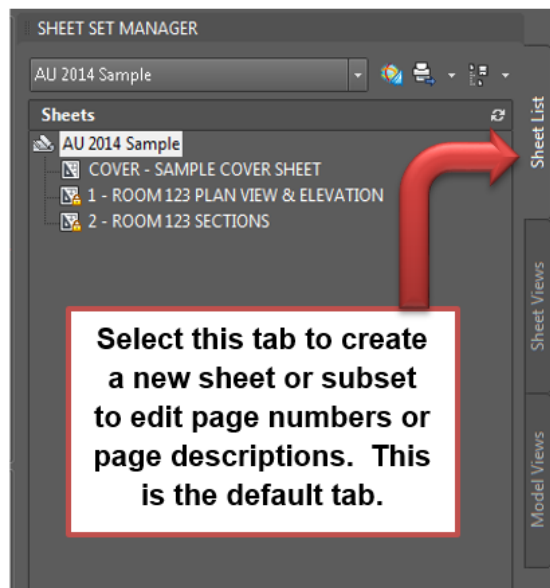 SHEET SET MANAGER
AU 2014 Sample
Sheets
AU 2014 Sample
COVER - SAMPLE COVER SHEET
1 - ROOM 123 PLAN VIEW & ELEVATION
2 - ROOM 123 SECTIONS
Select this tab to create
a new sheet or subset
to edit page numbers or
page descriptions.  This
is the default tab.
Sheet List
Sheet Views
Model Views